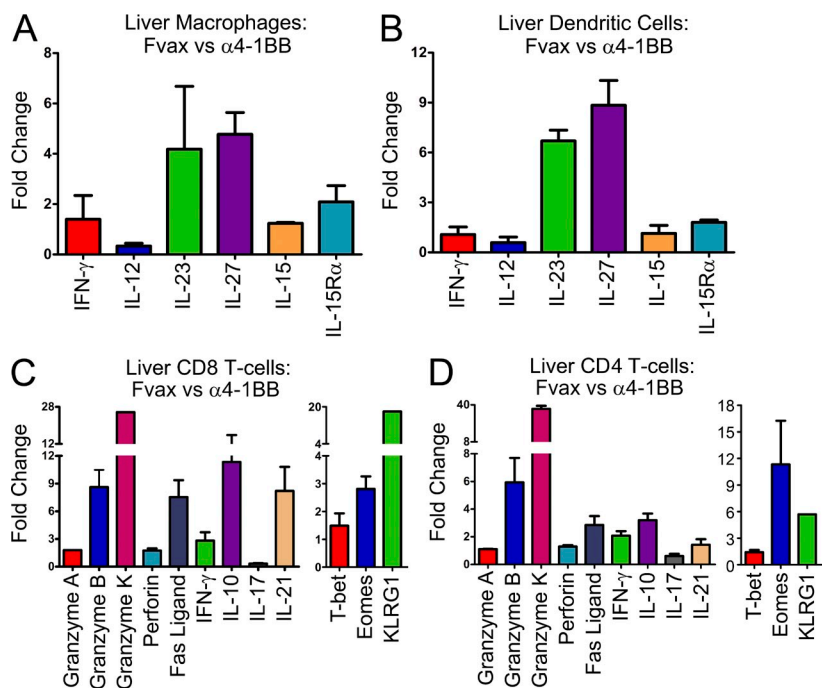 A
Liver Macrophages:
Fvax vs α4-1BB
Fold Change
8
6
4
2
0
IFN-γ
IL-12
IL-23
IL-27
IL-15
IL-15Rα
B
Liver Dendritic Cells:
Fvax vs α4-1BB
Fold Change
12
9
6
3
0
IFN-γ
IL-12
IL-23
IL-27
IL-15
IL-15Rα
C
Liver CD8 T-cells:
Fvax vs α4-1BB
Fold Change
28
12
12
9
6
3
0
Granzyme A
Granzyme B
Granzyme K
Perforin
Fas Ligand
IFN-γ
IL-10
IL-17
IL-21
20
4
4
3
2
1
0
T-bet
Eomes
KLRG1
D
Liver CD4 T-cells:
Fvax vs α4-1BB
Fold Change
40
8
8
6
4
2
0
Granzyme A
Granzyme B
Granzyme K
Perforin
Fas Ligand
IFN-γ
IL-10
IL-17
IL-21
18
15
12
9
6
3
0
T-bet
Eomes
KLRG1